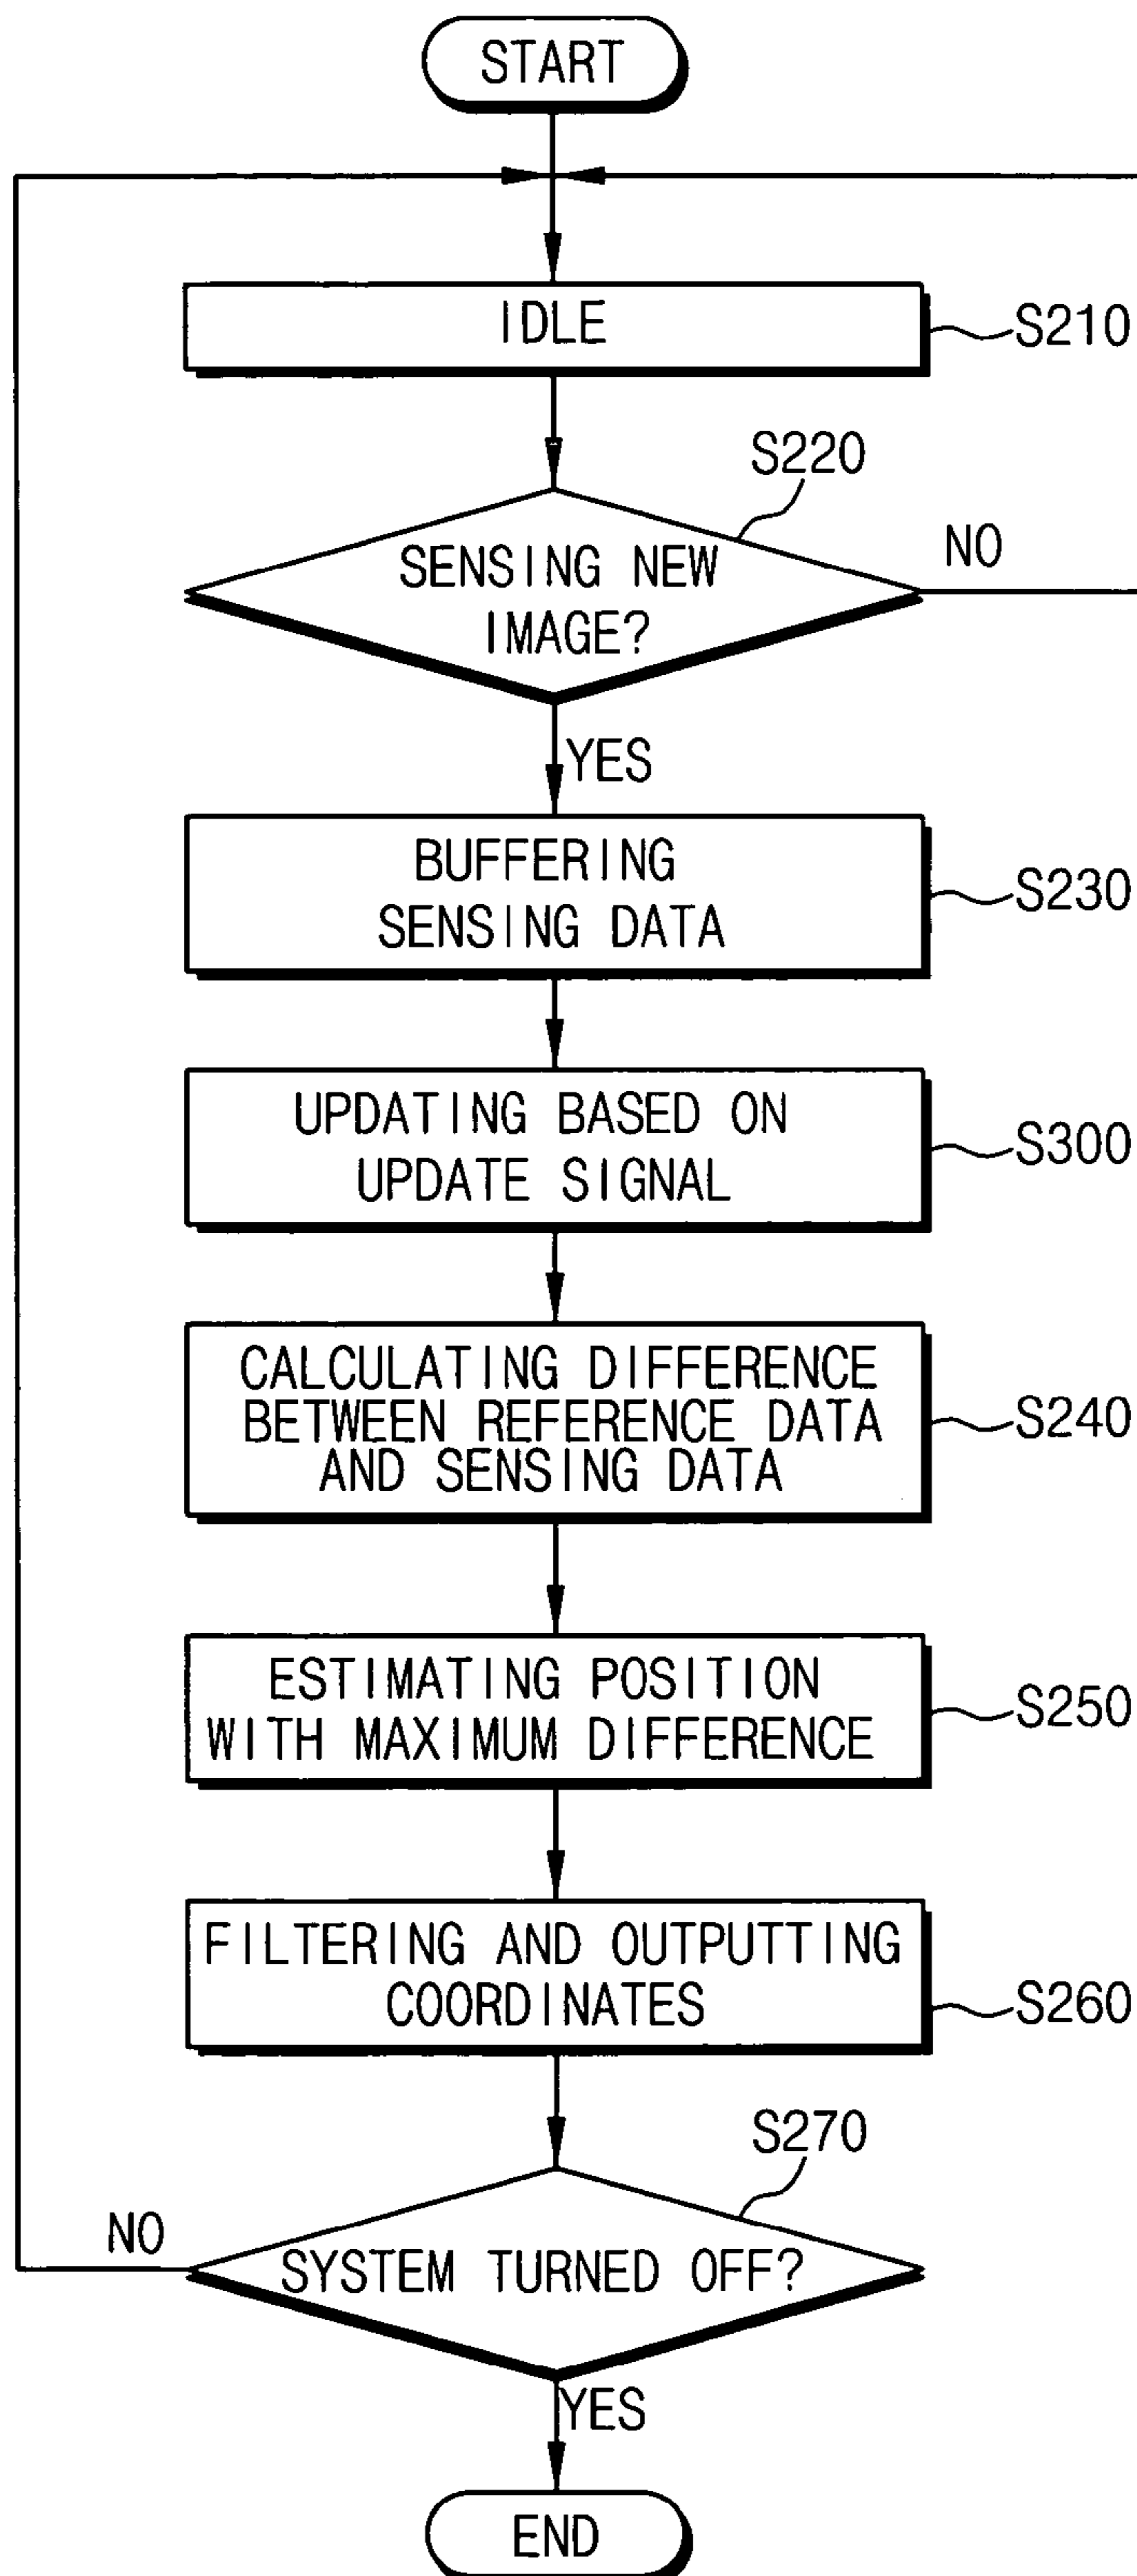 START
IDLE
S210
S220
SENSING NEW
IMAGE?
NO
YES
BUFFERING
SENSING DATA
S230
UPDATING BASED ON
UPDATE SIGNAL
S300
CALCULATING DIFFERENCE
BETWEEN REFERENCE DATA
AND SENSING DATA
S240
ESTIMATING POSITION
WITH MAXIMUM DIFFERENCE
S250
FILTERING AND OUTPUTTING
COORDINATES
S260
S270
NO
SYSTEM TURNED OFF?
YES
END